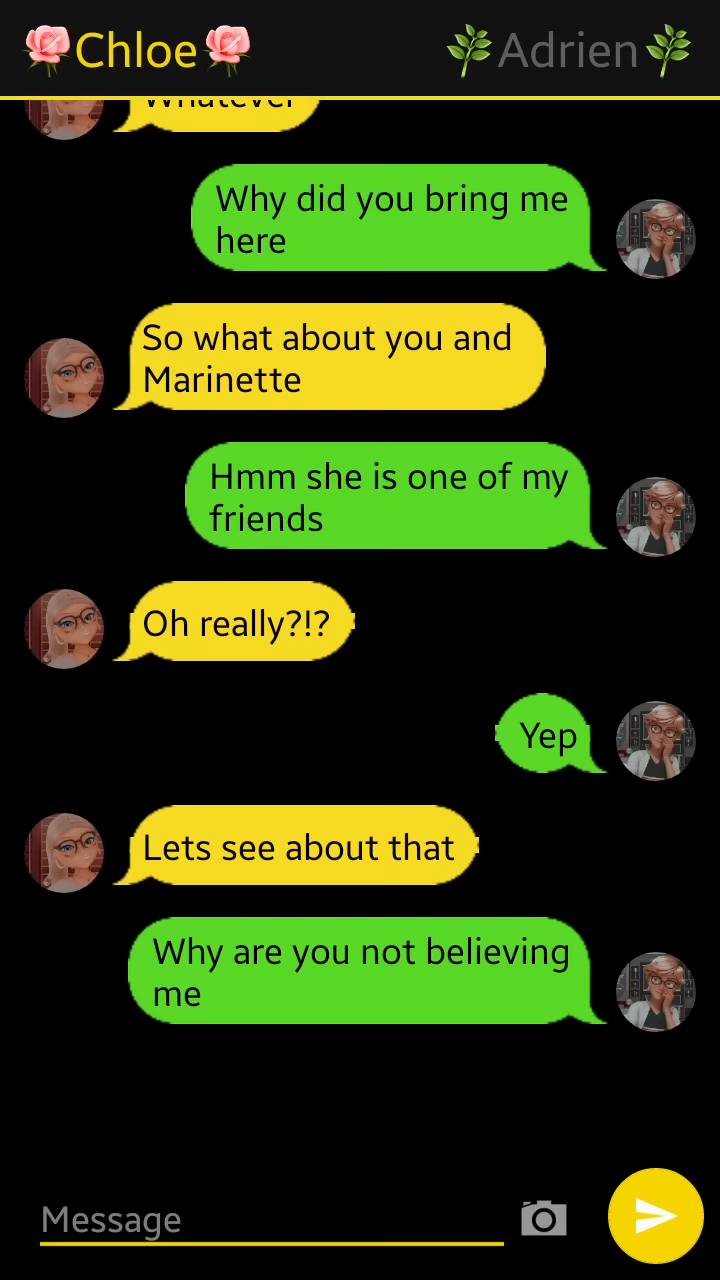 🌹Chloe🌹 🌿Adrien🌿
Whatever
Why did you bring me
here
So what about you and
Marinette
Hmm she is one of my
friends
Oh really?!?
Yep
Lets see about that
Why are you not believing
me
Message